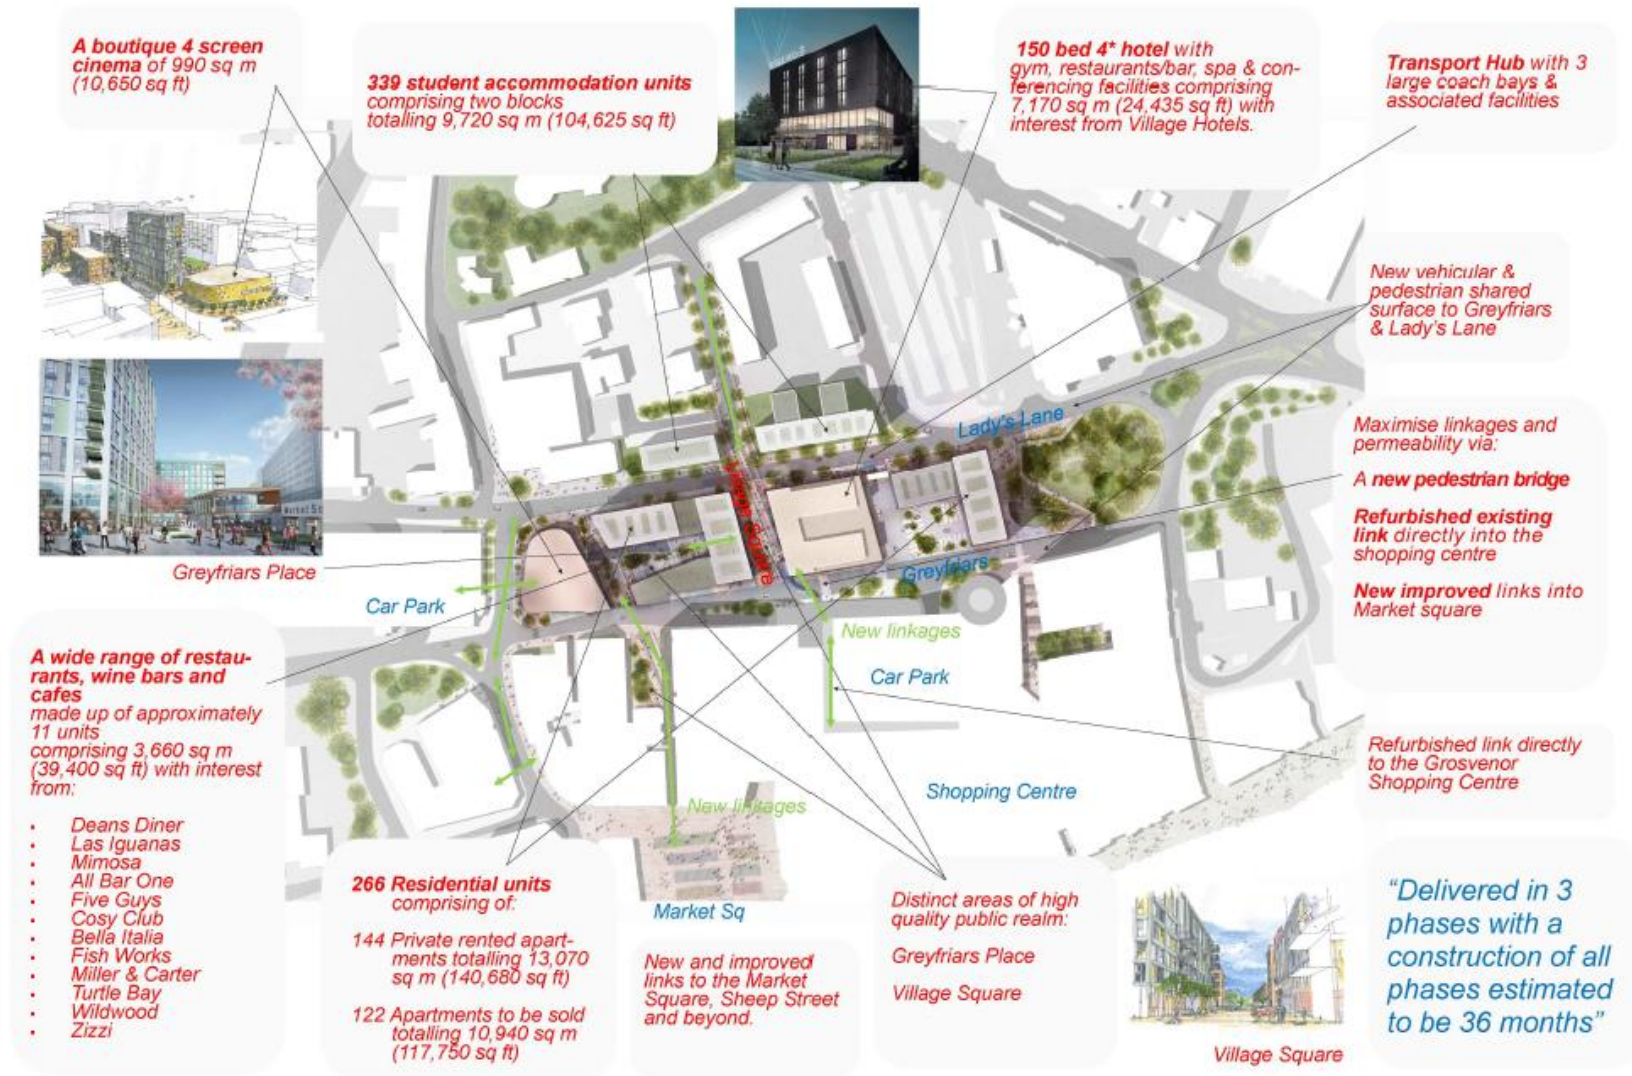 A boutique 4 screen
cinema of 990 sq m
(10,650 sq ft)
339 student accommodation units
comprising two blocks
totalling 9,720 sq m (104,625 sq ft)
150 bed 4* hotel with
gym, restaurants/bar, spa & con-
ferencing facilities comprising
7,170 sq m (24,435 sq ft) with
interest from Village Hotels.
Transport Hub with 3
large coach bays &
associated facilities
New vehicular &
pedestrian shared
surface to Greyfriars
& Lady's Lane
Lady's Lane
Maximise linkages and
permeability via:
A new pedestrian bridge
Refurbished existing
link directly into the
shopping centre
New improved links into
Market square
Village Square
Market St
Greyfriars Place
Greyfriars
Car Park
New linkages
Car Park
A wide range of restau-
rants, wine bars and
cafes
made up of approximately
11 units
comprising 3,660 sq m
(39,400 sq ft) with interest
from:
• Deans Diner
• Las Iguanas
• Mimosa
• All Bar One
• Five Guys
• Cosy Club
• Bella Italia
• Fish Works
• Miller & Carter
• Turtle Bay
• Wildwood
• Zizzi
Refurbished link directly
to the Grosvenor
Shopping Centre
Shopping Centre
New linkages
Market Sq
266 Residential units
comprising of:
144 Private rented apart-
ments totalling 13,070
sq m (140,680 sq ft)
122 Apartments to be sold
totalling 10,940 sq m
(117,750 sq ft)
New and improved
links to the Market
Square, Sheep Street
and beyond.
Distinct areas of high
quality public realm:
Greyfriars Place
Village Square
Village Square
“Delivered in 3
phases with a
construction of all
phases estimated
to be 36 months”